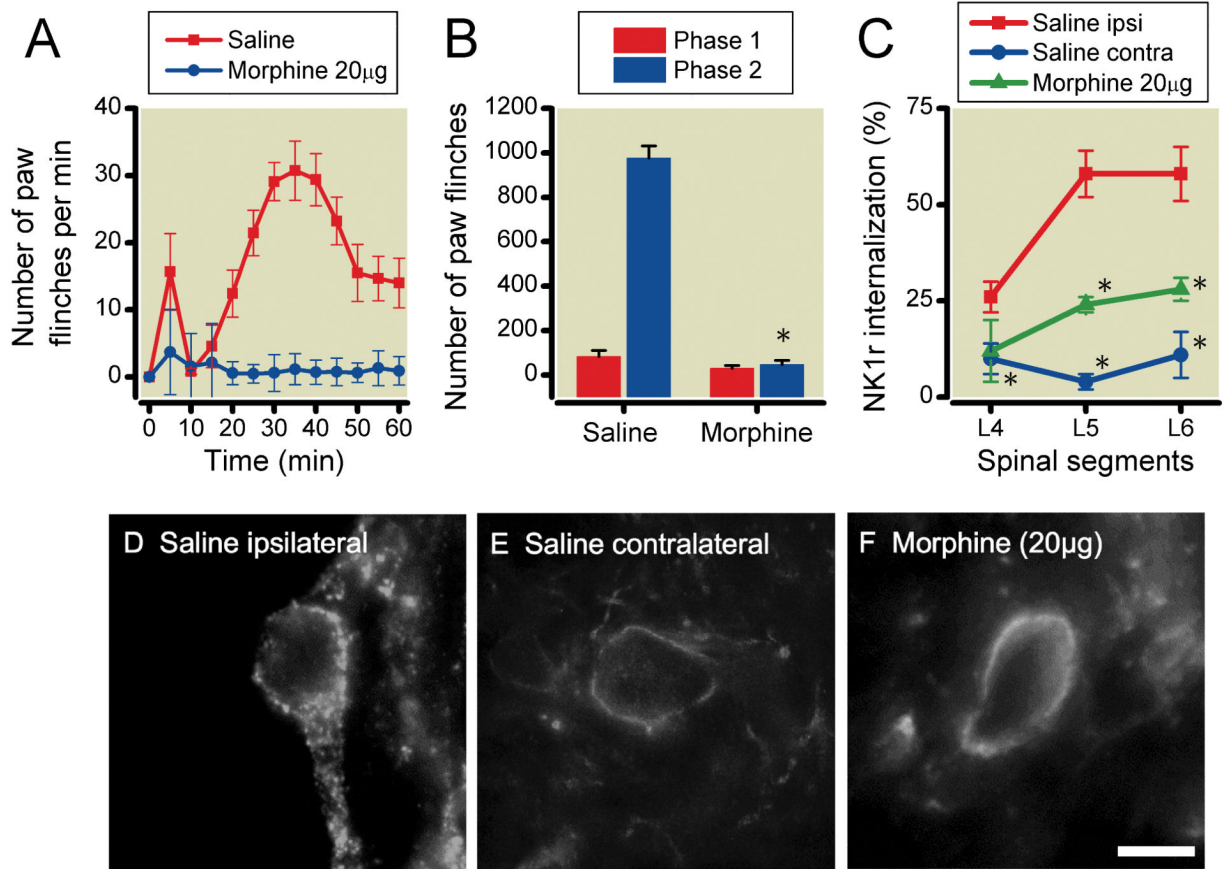 A
Saline
Morphine 20μg
Number of paw
flinches per min
40
30
20
10
0
0 10 20 30 40 50 60
Time (min)
B
Phase 1
Phase 2
Number of paw flinches
1200
1000
800
600
400
200
0
*
Saline Morphine
C
Saline ipsi
Saline contra
Morphine 20μg
NK1r internalization (%)
75
50
25
0
* * * * *
L4 L5 L6
Spinal segments
D Saline ipsilateral
E Saline contralateral
F Morphine (20μg)